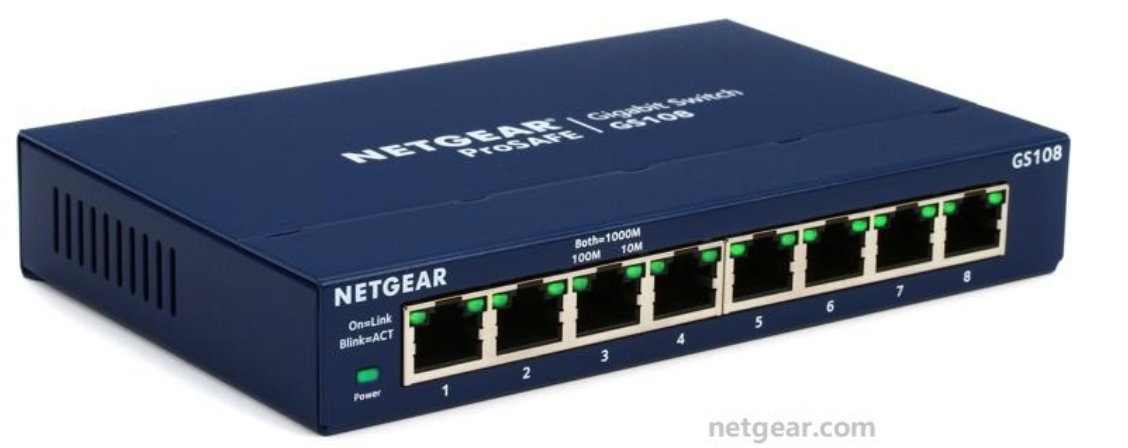 NETGEAR® | Gigabit Switch
ProSAFE | GS108
GS108
Both=1000M
100M 10M
NETGEAR
On=Link
Blink=ACT
Power
1 2 3 4 5 6 7 8
netgear.com